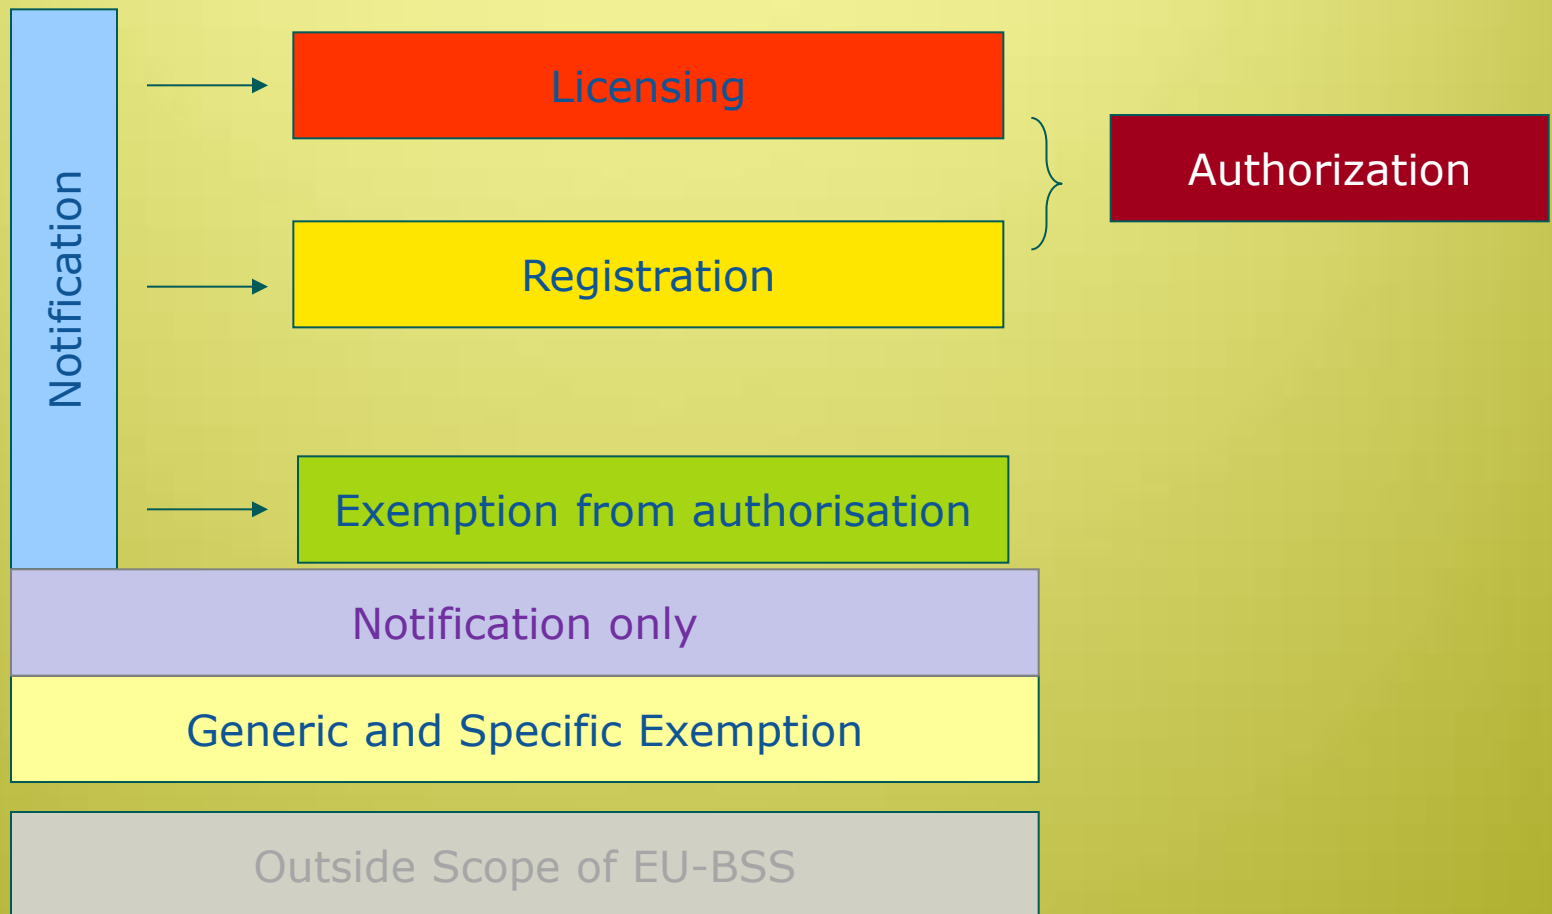 Notification
Licensing
Authorization
Registration
Exemption from authorisation
Notification only
Generic and Specific Exemption
Outside Scope of EU-BSS